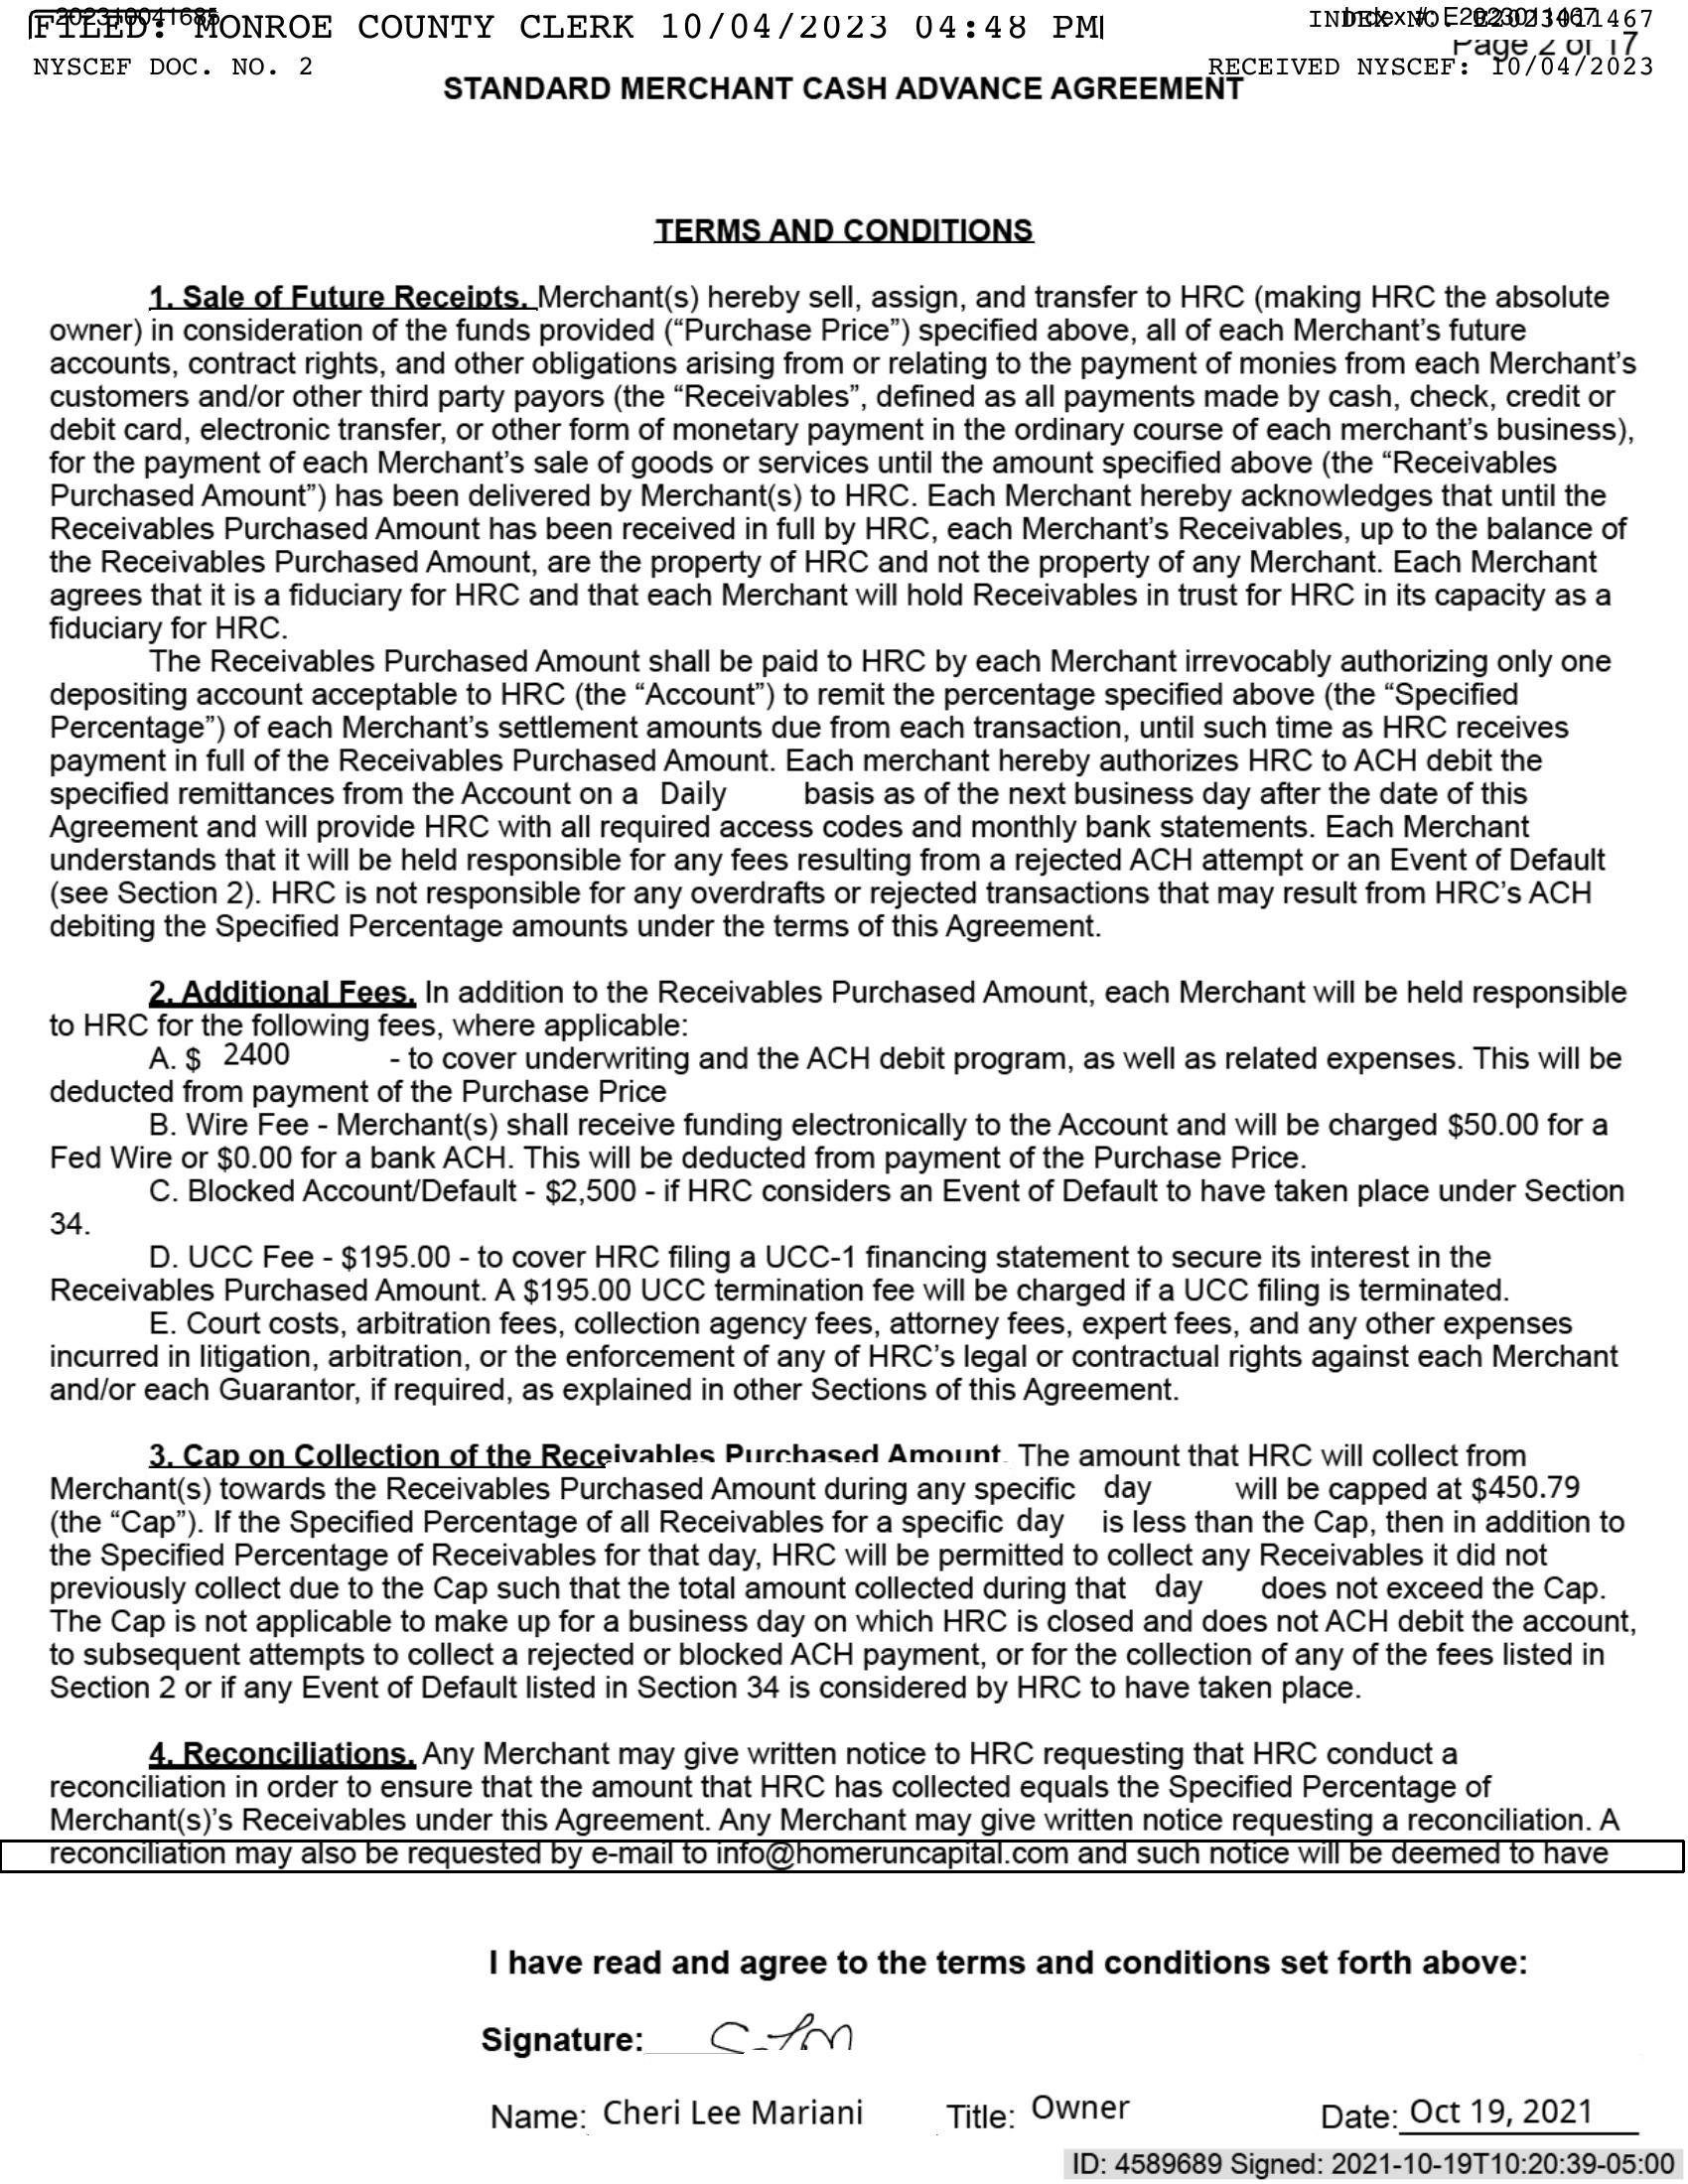 202310041685
FILED: MONROE COUNTY CLERK 10/04/2023 04:48 PM
INDEX NO. E2023011467
Index #: E2023011467
Page 2 of 17
NYSCEF DOC. NO. 2
RECEIVED NYSCEF: 10/04/2023
STANDARD MERCHANT CASH ADVANCE AGREEMENT
TERMS AND CONDITIONS
1. Sale of Future Receipts. Merchant(s) hereby sell, assign, and transfer to HRC (making HRC the absolute
owner) in consideration of the funds provided (“Purchase Price”) specified above, all of each Merchant’s future
accounts, contract rights, and other obligations arising from or relating to the payment of monies from each Merchant’s
customers and/or other third party payors (the “Receivables”, defined as all payments made by cash, check, credit or
debit card, electronic transfer, or other form of monetary payment in the ordinary course of each merchant’s business),
for the payment of each Merchant’s sale of goods or services until the amount specified above (the “Receivables
Purchased Amount”) has been delivered by Merchant(s) to HRC. Each Merchant hereby acknowledges that until the
Receivables Purchased Amount has been received in full by HRC, each Merchant’s Receivables, up to the balance of
the Receivables Purchased Amount, are the property of HRC and not the property of any Merchant. Each Merchant
agrees that it is a fiduciary for HRC and that each Merchant will hold Receivables in trust for HRC in its capacity as a
fiduciary for HRC.
The Receivables Purchased Amount shall be paid to HRC by each Merchant irrevocably authorizing only one
depositing account acceptable to HRC (the “Account”) to remit the percentage specified above (the “Specified
Percentage”) of each Merchant’s settlement amounts due from each transaction, until such time as HRC receives
payment in full of the Receivables Purchased Amount. Each merchant hereby authorizes HRC to ACH debit the
specified remittances from the Account on a Daily basis as of the next business day after the date of this
Agreement and will provide HRC with all required access codes and monthly bank statements. Each Merchant
understands that it will be held responsible for any fees resulting from a rejected ACH attempt or an Event of Default
(see Section 2). HRC is not responsible for any overdrafts or rejected transactions that may result from HRC’s ACH
debiting the Specified Percentage amounts under the terms of this Agreement.
2. Additional Fees. In addition to the Receivables Purchased Amount, each Merchant will be held responsible
to HRC for the following fees, where applicable:
A. $ 2400 - to cover underwriting and the ACH debit program, as well as related expenses. This will be
deducted from payment of the Purchase Price
B. Wire Fee - Merchant(s) shall receive funding electronically to the Account and will be charged $50.00 for a
Fed Wire or $0.00 for a bank ACH. This will be deducted from payment of the Purchase Price.
C. Blocked Account/Default - $2,500 - if HRC considers an Event of Default to have taken place under Section
34.
D. UCC Fee - $195.00 - to cover HRC filing a UCC-1 financing statement to secure its interest in the
Receivables Purchased Amount. A $195.00 UCC termination fee will be charged if a UCC filing is terminated.
E. Court costs, arbitration fees, collection agency fees, attorney fees, expert fees, and any other expenses
incurred in litigation, arbitration, or the enforcement of any of HRC’s legal or contractual rights against each Merchant
and/or each Guarantor, if required, as explained in other Sections of this Agreement.
3. Cap on Collection of the Receivables Purchased Amount. The amount that HRC will collect from
Merchant(s) towards the Receivables Purchased Amount during any specific day will be capped at $450.79
(the “Cap”). If the Specified Percentage of all Receivables for a specific day is less than the Cap, then in addition to
the Specified Percentage of Receivables for that day, HRC will be permitted to collect any Receivables it did not
previously collect due to the Cap such that the total amount collected during that day does not exceed the Cap.
The Cap is not applicable to make up for a business day on which HRC is closed and does not ACH debit the account,
to subsequent attempts to collect a rejected or blocked ACH payment, or for the collection of any of the fees listed in
Section 2 or if any Event of Default listed in Section 34 is considered by HRC to have taken place.
4. Reconciliations. Any Merchant may give written notice to HRC requesting that HRC conduct a
reconciliation in order to ensure that the amount that HRC has collected equals the Specified Percentage of
Merchant(s)’s Receivables under this Agreement. Any Merchant may give written notice requesting a reconciliation. A
reconciliation may also be requested by e-mail to info@homeruncapital.com and such notice will be deemed to have
I have read and agree to the terms and conditions set forth above:
Signature:
Name: Cheri Lee Mariani Title: Owner Date: Oct 19, 2021
ID: 4589689 Signed: 2021-10-19T10:20:39-05:00